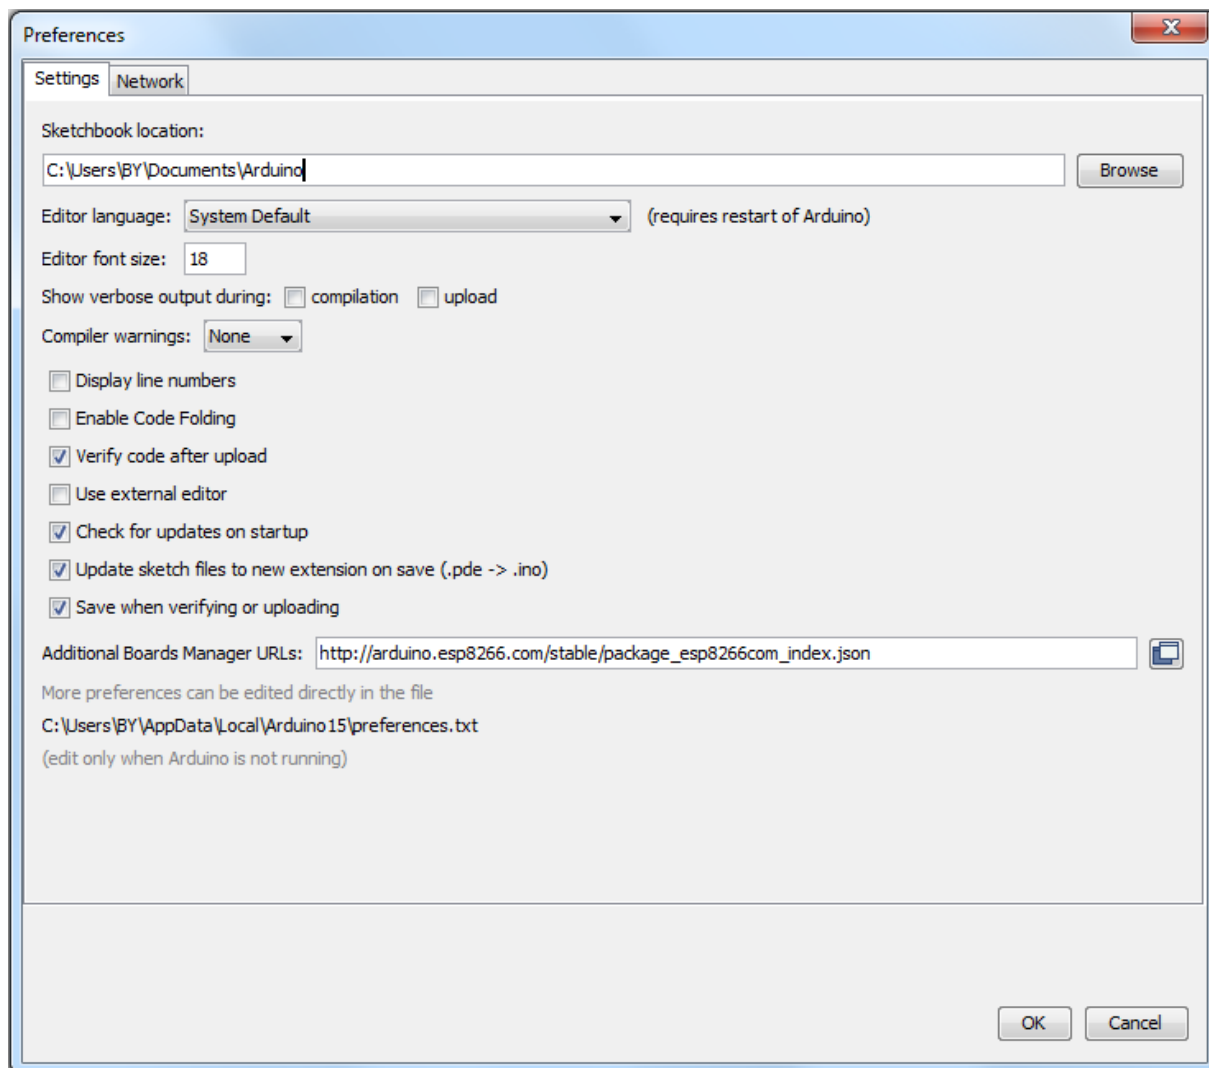 Preferences
Settings Network
Sketchbook location:
C:\Users\BY\Documents\Arduino Browse
Editor language: System Default (requires restart of Arduino)
Editor font size: 18
Show verbose output during: compilation upload
Compiler warnings: None
Display line numbers
Enable Code Folding
Verify code after upload
Use external editor
Check for updates on startup
Update sketch files to new extension on save (.pde -> .ino)
Save when verifying or uploading
Additional Boards Manager URLs: http://arduino.esp8266.com/stable/package_esp8266com_index.json
More preferences can be edited directly in the file
C:\Users\BY\AppData\Local\Arduino15\preferences.txt
(edit only when Arduino is not running)
OK Cancel